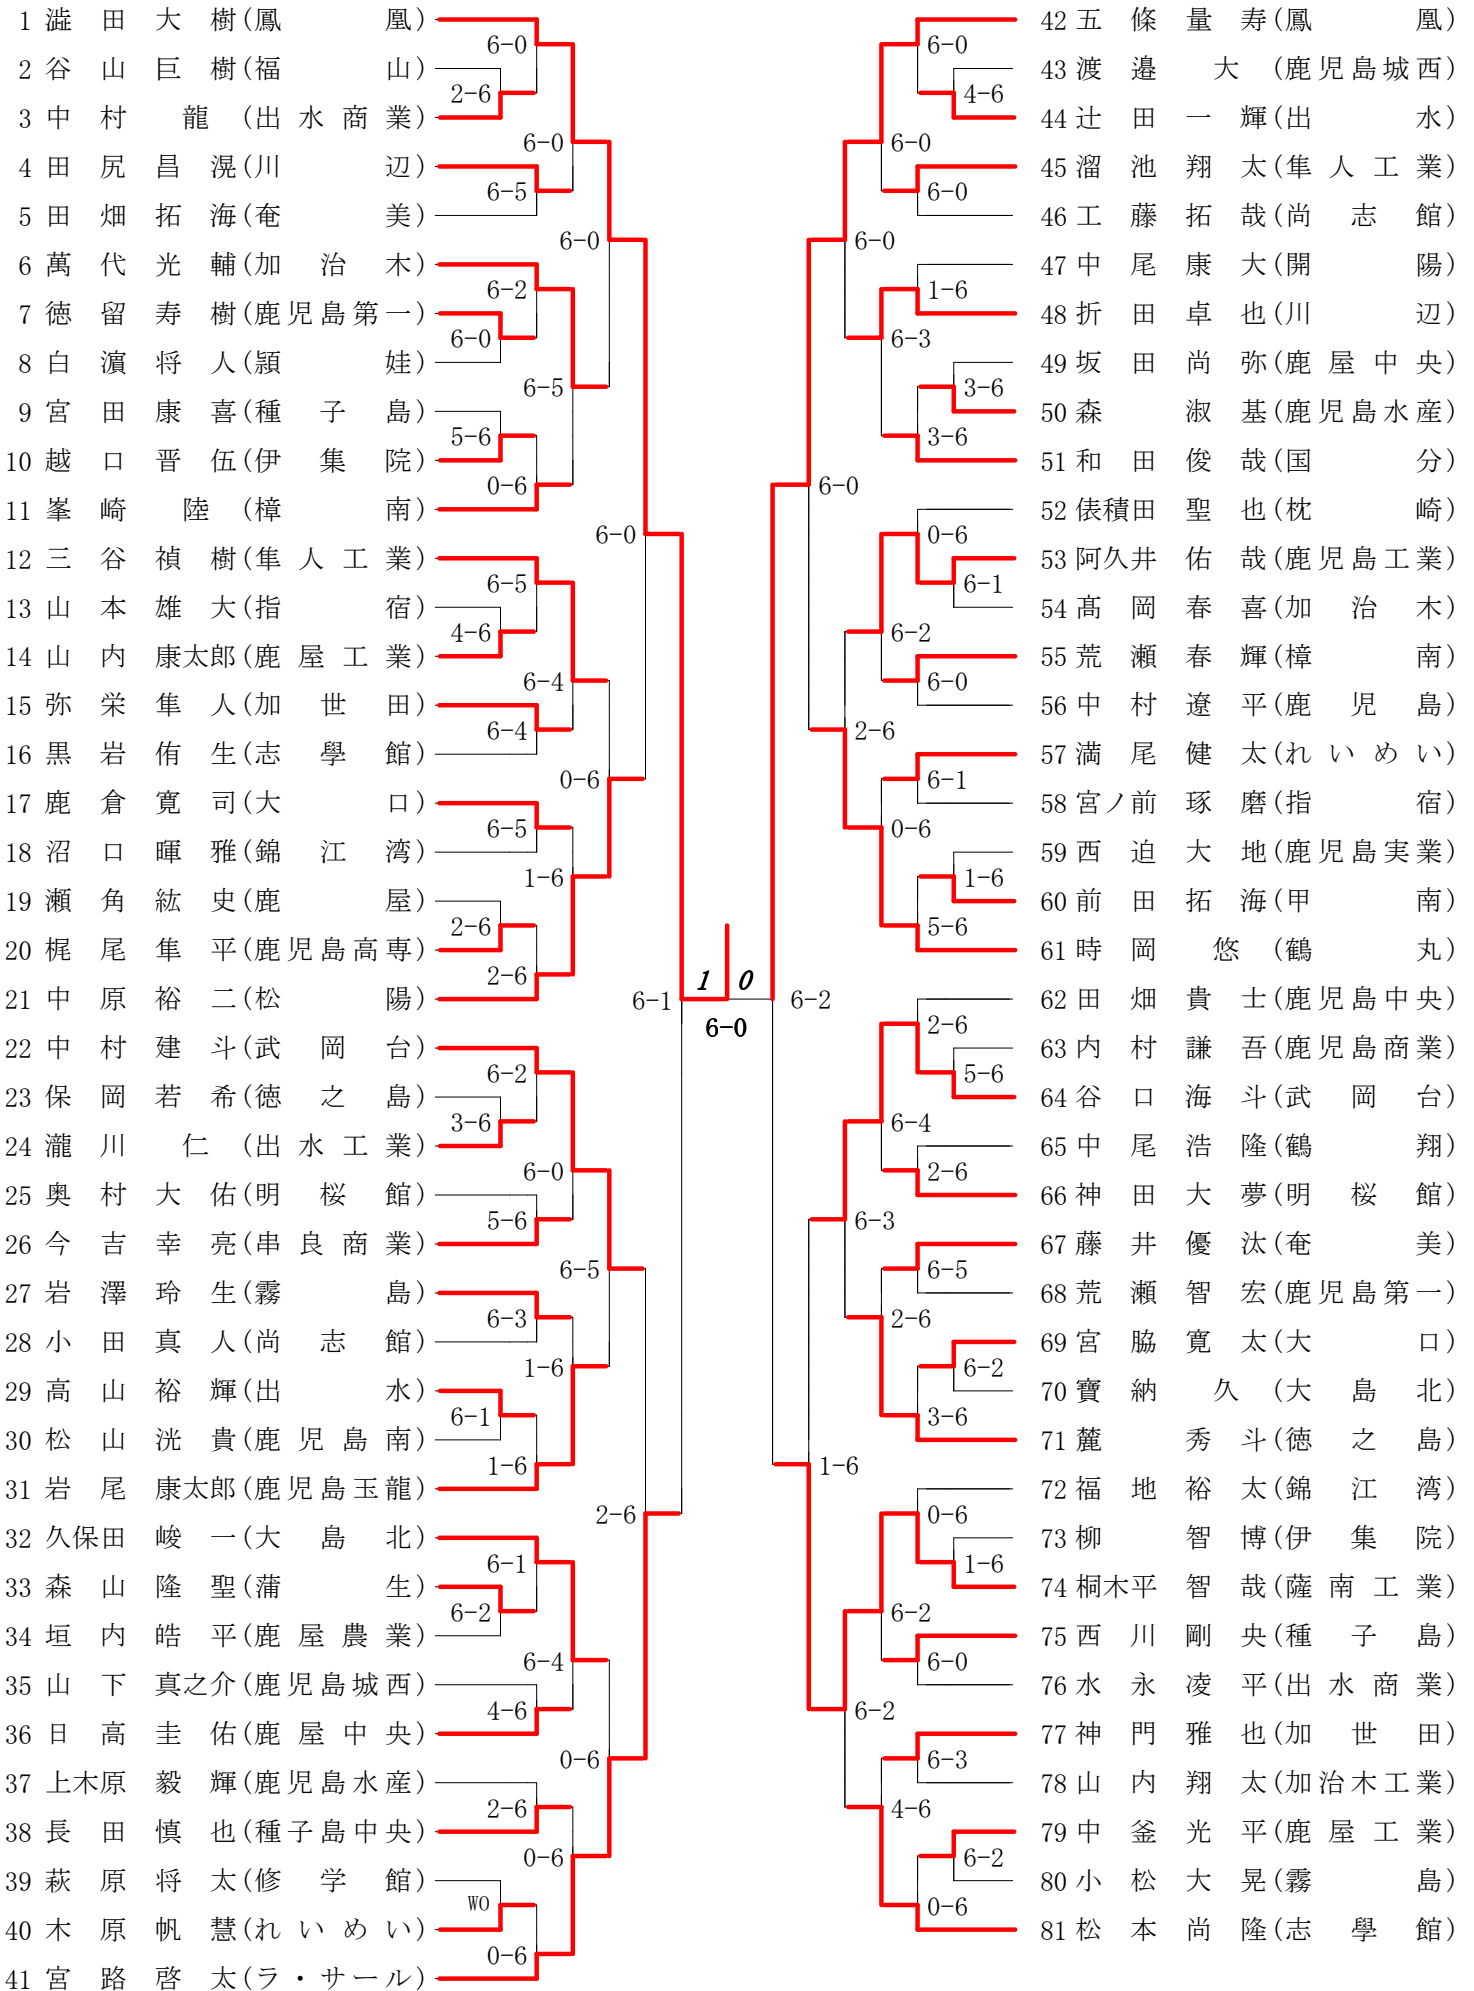 1 澁田大樹(鳳凰)
6-0
2 谷山巨樹(福山)
2-6
3 中村龍(出水商業)
6-0
4 田尻昌滉(川辺)
6-5
5 田畑拓海(奄美)
6-0
6 萬代光輔(加治木)
6-2
7 徳留寿樹(鹿児島第一)
6-0
8 白濵将人(頴娃)
6-5
9 宮田康喜(種子島)
5-6
10 越口晋伍(伊集院)
0-6
11 峯崎陸(樟南)
6-0
12 三谷禎樹(隼人工業)
6-5
13 山本雄大(指宿)
4-6
14 山内康太郎(鹿屋工業)
6-4
15 弥栄隼人(加世田)
6-4
16 黒岩侑生(志學館)
0-6
17 鹿倉寛司(大口)
6-5
18 沼口暉雅(錦江湾)
1-6
19 瀬角紘史(鹿屋)
2-6
20 梶尾隼平(鹿児島高専)
2-6
21 中原裕二(松陽)
6-1
22 中村建斗(武岡台)
6-2
23 保岡若希(徳之島)
3-6
24 瀧川仁(出水工業)
6-0
25 奥村大佑(明桜館)
5-6
26 今吉幸亮(串良商業)
6-5
27 岩澤玲生(霧島)
6-3
28 小田真人(尚志館)
1-6
29 高山裕輝(出水)
6-1
30 松山洸貴(鹿児島南)
1-6
31 岩尾康太郎(鹿児島玉龍)
2-6
32 久保田峻一(大島北)
6-1
33 森山隆聖(蒲生)
6-2
34 垣内皓平(鹿屋農業)
6-4
35 山下真之介(鹿児島城西)
4-6
36 日高圭佑(鹿屋中央)
0-6
37 上木原毅輝(鹿児島水産)
2-6
38 長田慎也(種子島中央)
0-6
39 萩原将太(修学館)
WO
40 木原帆慧(れいめい)
0-6
41 宮路啓太(ラ・サール)
1 0
6-0
42 五條量寿(鳳凰)
6-0
43 渡邉大(鹿児島城西)
4-6
44 辻田一輝(出水)
6-0
45 溜池翔太(隼人工業)
6-0
46 工藤拓哉(尚志館)
6-0
47 中尾康大(開陽)
1-6
48 折田卓也(川辺)
6-3
49 坂田尚弥(鹿屋中央)
3-6
50 森淑基(鹿児島水産)
3-6
51 和田俊哉(国分)
6-0
52 俵積田聖也(枕崎)
0-6
53 阿久井佑哉(鹿児島工業)
6-1
54 髙岡春喜(加治木)
6-2
55 荒瀬春輝(樟南)
6-0
56 中村遼平(鹿児島)
2-6
57 満尾健太(れいめい)
6-1
58 宮ノ前琢磨(指宿)
0-6
59 西迫大地(鹿児島実業)
1-6
60 前田拓海(甲南)
5-6
61 時岡悠(鶴丸)
6-2
62 田畑貴士(鹿児島中央)
2-6
63 内村謙吾(鹿児島商業)
5-6
64 谷口海斗(武岡台)
6-4
65 中尾浩隆(鶴翔)
2-6
66 神田大夢(明桜館)
6-3
67 藤井優汰(奄美)
6-5
68 荒瀬智宏(鹿児島第一)
2-6
69 宮脇寛太(大口)
6-2
70 寶納久(大島北)
3-6
71 麓秀斗(徳之島)
1-6
72 福地裕太(錦江湾)
0-6
73 柳智博(伊集院)
1-6
74 桐木平智哉(薩南工業)
6-2
75 西川剛央(種子島)
6-0
76 水永凌平(出水商業)
6-2
77 神門雅也(加世田)
6-3
78 山内翔太(加治木工業)
4-6
79 中釜光平(鹿屋工業)
6-2
80 小松大晃(霧島)
0-6
81 松本尚隆(志學館)